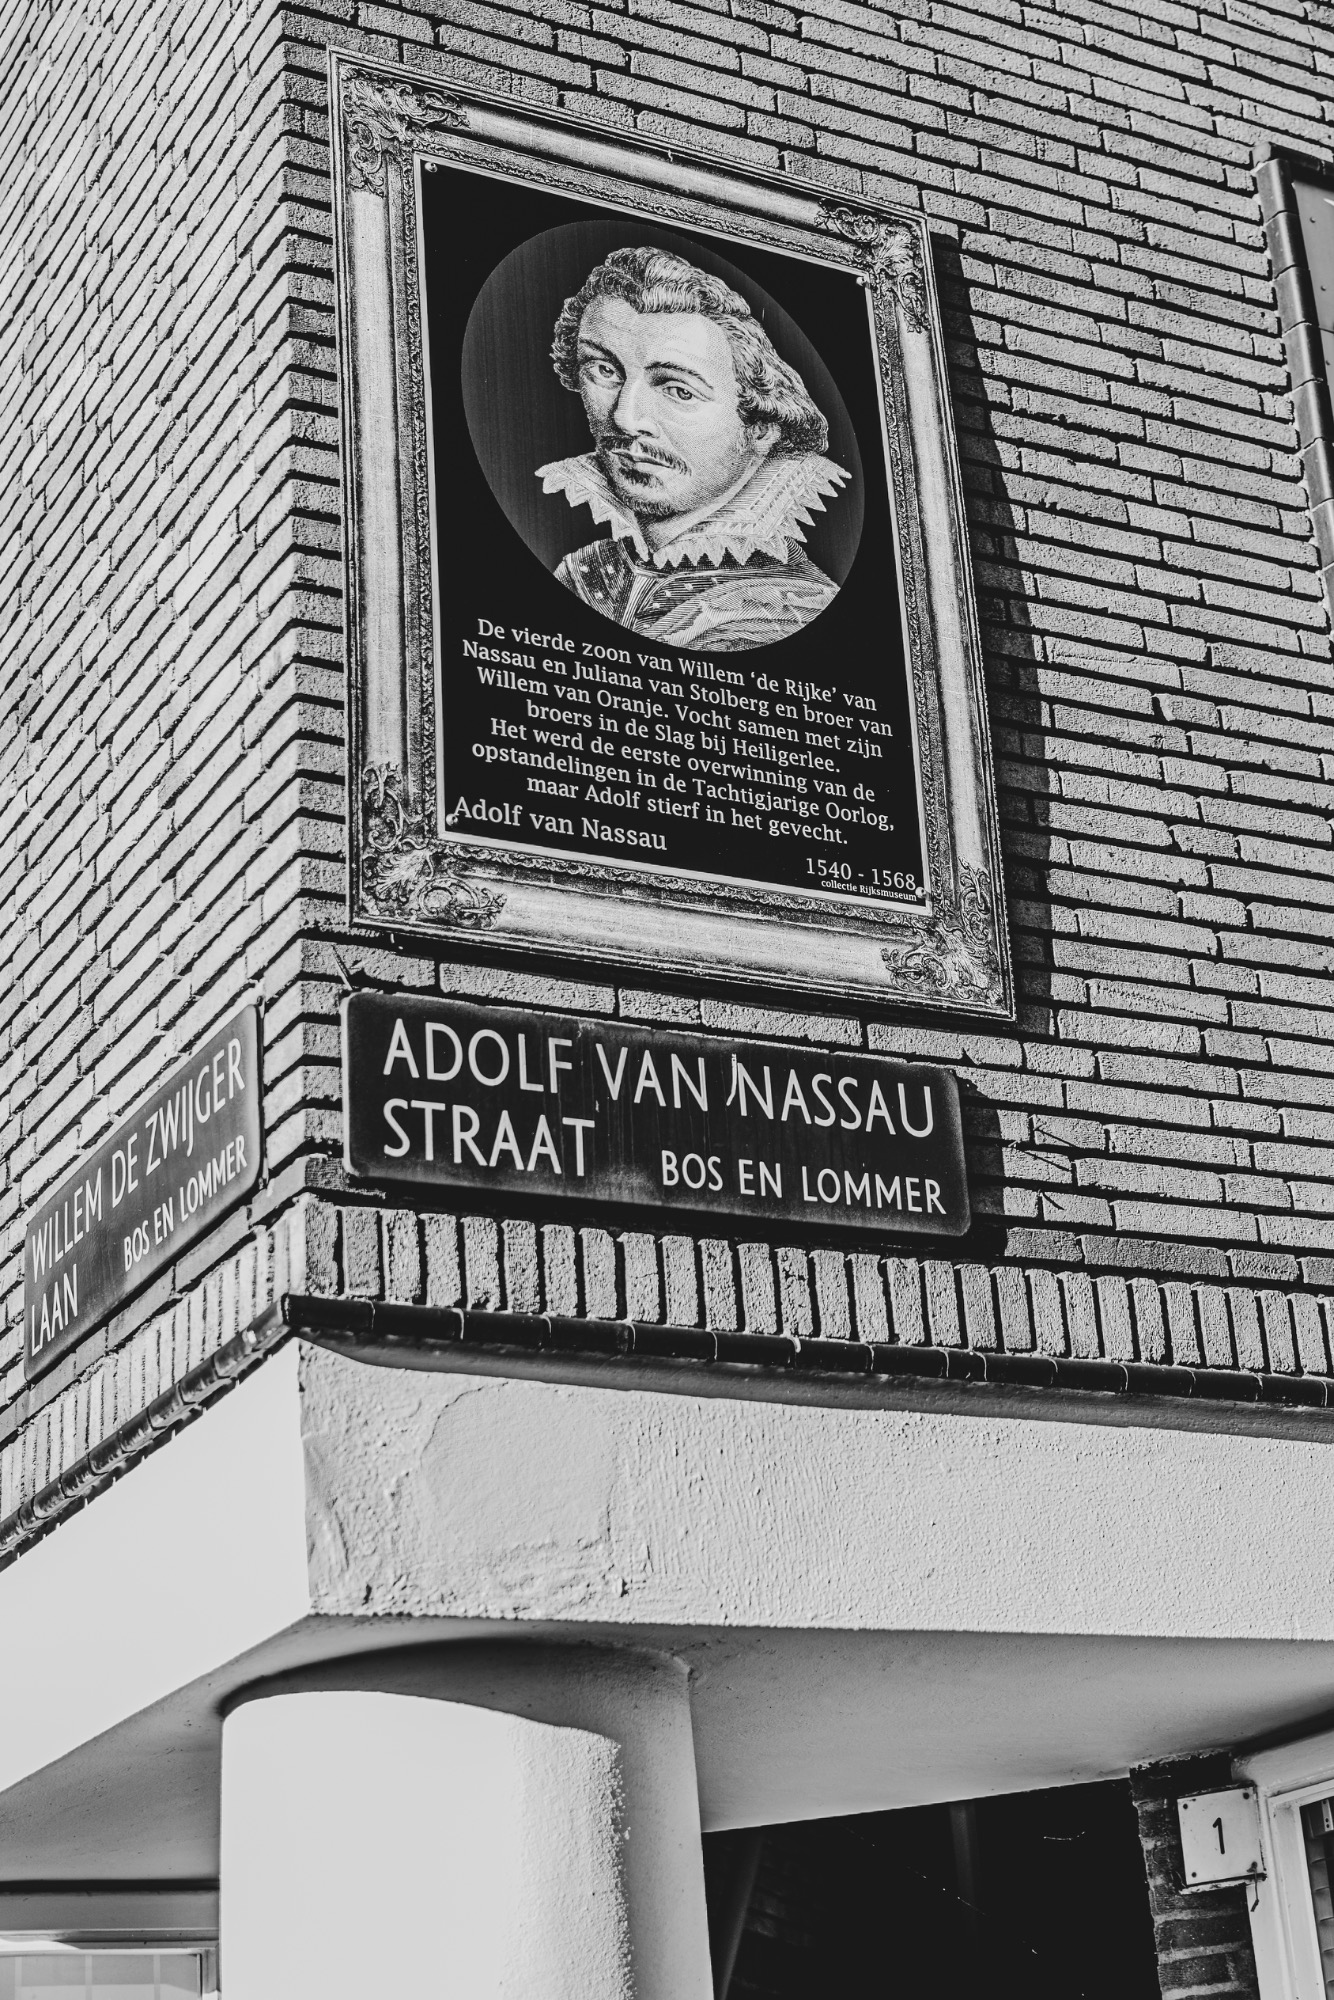 De vierde zoon van Willem ‘de Rijke’ van
Nassau en Juliana van Stolberg en broer van
Willem van Oranje. Vocht samen met zijn
broers in de Slag bij Heiligerlee.
Het werd de eerste overwinning van de
opstandelingen in de Tachtigjarige Oorlog,
maar Adolf stierf in het gevecht.
Adolf van Nassau
1540 - 1568
collectie Rijksmuseum
ADOLF VAN NASSAU
STRAAT
BOS EN LOMMER
WILLEM DE ZWIJGER
LAAN
BOS EN LOMMER
1